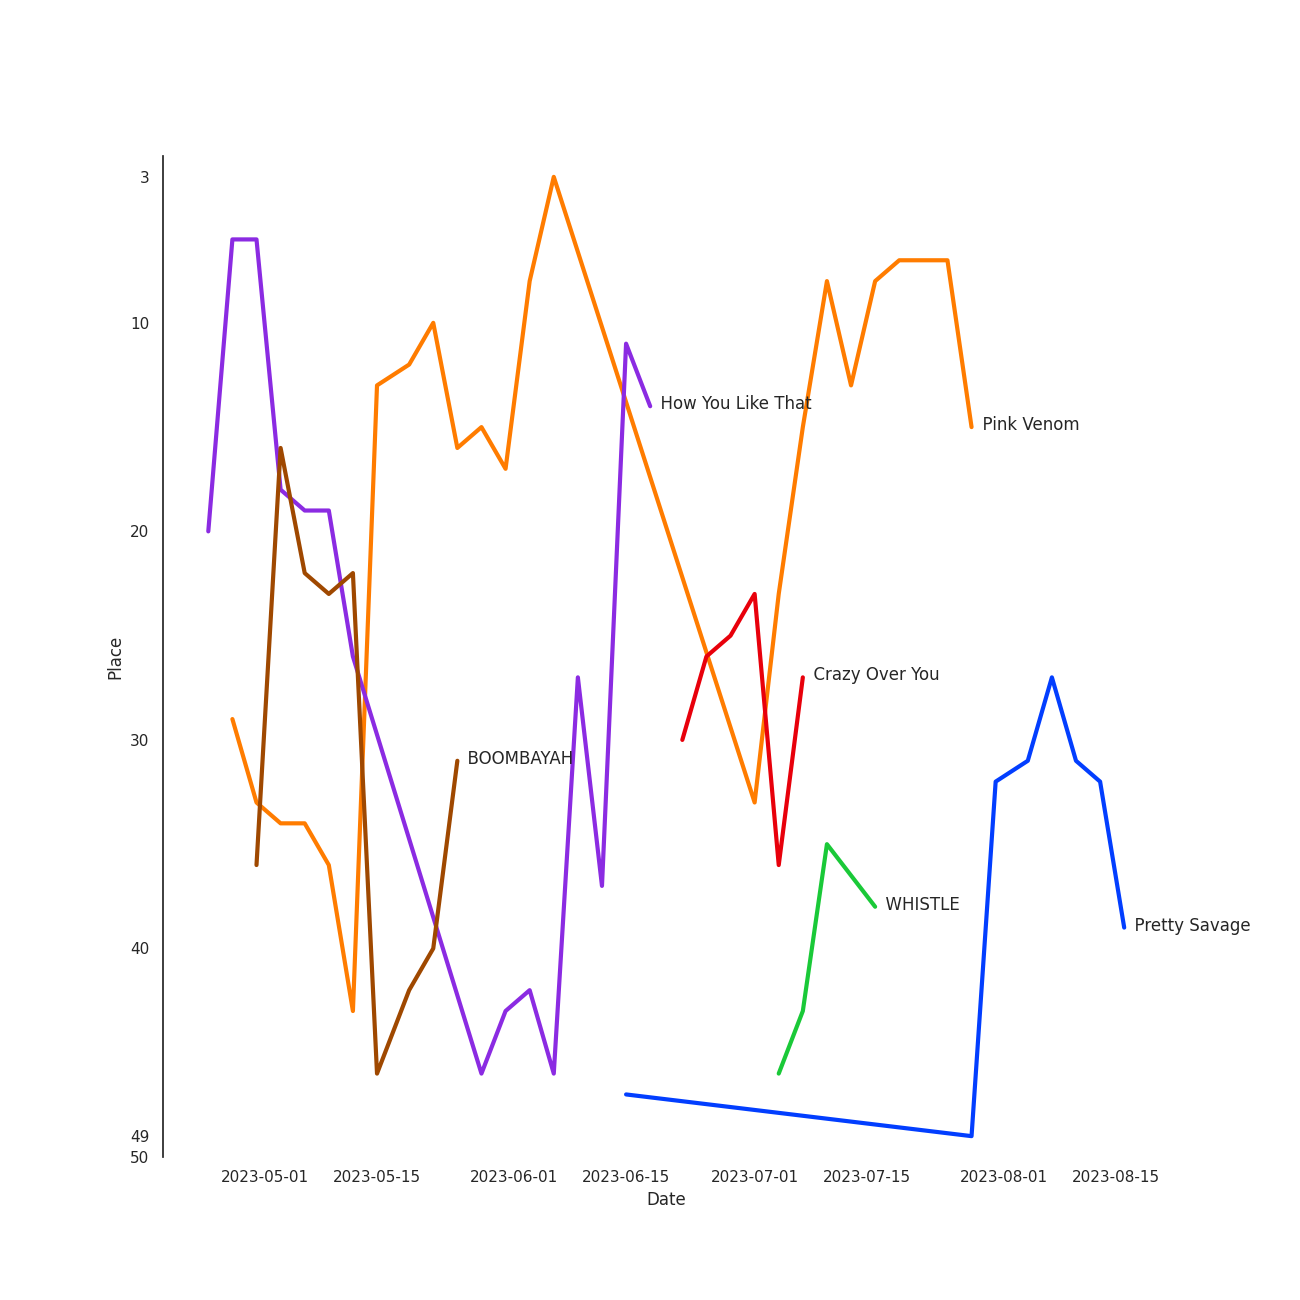 3
10
How You Like That
Pink Venom
20
Place
Crazy Over You
30
BOOMBAYAH
WHISTLE
Pretty Savage
40
49
50
2023-05-01 2023-05-15 2023-06-01 2023-06-15 2023-07-01 2023-07-15 2023-08-01 2023-08-15
Date